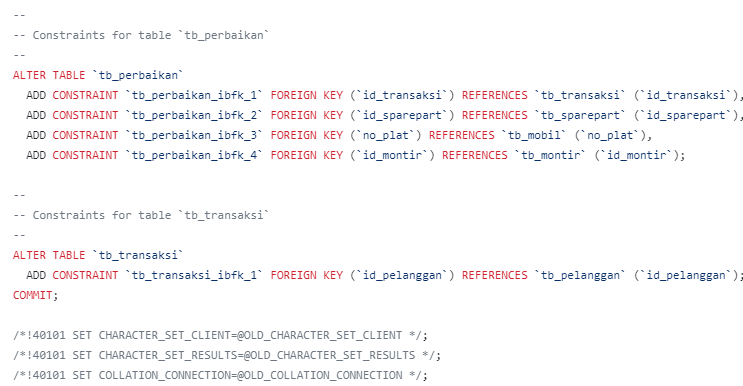 --
-- Constraints for table `tb_perbaikan`
--
ALTER TABLE `tb_perbaikan`
  ADD CONSTRAINT `tb_perbaikan_ibfk_1` FOREIGN KEY (`id_transaksi`) REFERENCES `tb_transaksi` (`id_transaksi`),
  ADD CONSTRAINT `tb_perbaikan_ibfk_2` FOREIGN KEY (`id_sparepart`) REFERENCES `tb_sparepart` (`id_sparepart`),
  ADD CONSTRAINT `tb_perbaikan_ibfk_3` FOREIGN KEY (`no_plat`) REFERENCES `tb_mobil` (`no_plat`),
  ADD CONSTRAINT `tb_perbaikan_ibfk_4` FOREIGN KEY (`id_montir`) REFERENCES `tb_montir` (`id_montir`);

--
-- Constraints for table `tb_transaksi`
--
ALTER TABLE `tb_transaksi`
  ADD CONSTRAINT `tb_transaksi_ibfk_1` FOREIGN KEY (`id_pelanggan`) REFERENCES `tb_pelanggan` (`id_pelanggan`);
COMMIT;

/*!40101 SET CHARACTER_SET_CLIENT=@OLD_CHARACTER_SET_CLIENT */;
/*!40101 SET CHARACTER_SET_RESULTS=@OLD_CHARACTER_SET_RESULTS */;
/*!40101 SET COLLATION_CONNECTION=@OLD_COLLATION_CONNECTION */;